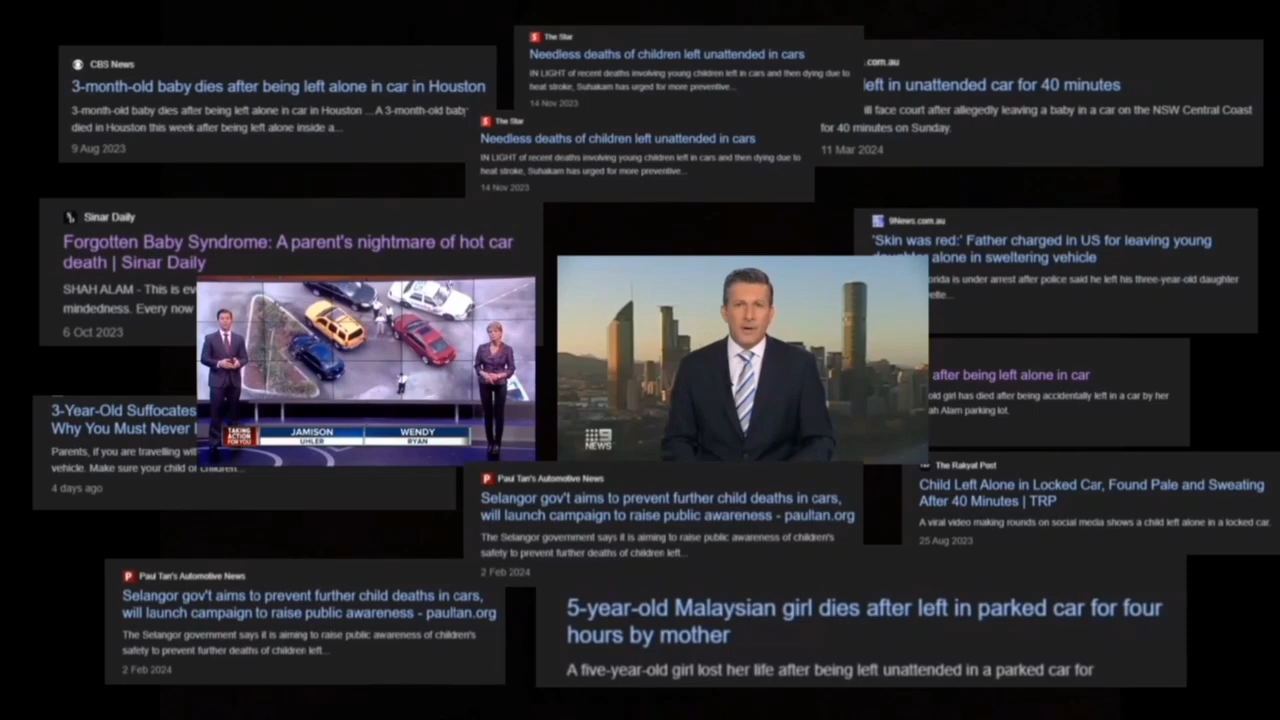 CBS News
3-month-old baby dies after being left alone in car in Houston
3-month-old baby dies after being left alone in car in Houston ... A 3-month-old baby
died in Houston this week after being left alone inside a...
9 Aug 2023
The Star
Needless deaths of children left unattended in cars
IN LIGHT of recent deaths involving young children left in cars and then dying due to
heat stroke, Suhakam has urged for more preventive...
14 Nov 2023
The Star
Needless deaths of children left unattended in cars
IN LIGHT of recent deaths involving young children left in cars and then dying due to
heat stroke, Suhakam has urged for more preventive...
14 Nov 2023
.com.au
left in unattended car for 40 minutes
ill face court after allegedly leaving a baby in a car on the NSW Central Coast
for 40 minutes on Sunday.
11 Mar 2024
Sinar Daily
Forgotten Baby Syndrome: A parent's nightmare of hot car
death | Sinar Daily
SHAH ALAM - This is ev
mindedness. Every now
6 Oct 2023
9News.com.au
'Skin was red:' Father charged in US for leaving young
daughter alone in sweltering vehicle
orida is under arrest after police said he left his three-year-old daughter
TAKING
ACTION
FOR YOU
JAMISON
UHLER
WENDY
RYAN
9
NEWS
after being left alone in car
old girl has died after being accidentally left in a car by her
ah Alam parking lot.
3-Year-Old Suffocates
Why You Must Never
Parents, if you are travelling wit
vehicle. Make sure your child or children...
4 days ago
Paul Tan's Automotive News
Selangor gov't aims to prevent further child deaths in cars,
will launch campaign to raise public awareness - paultan.org
The Selangor government says it is aiming to raise public awareness of children's
safety to prevent further deaths of children left...
2 Feb 2024
The Rakyat Post
Child Left Alone in Locked Car, Found Pale and Sweating
After 40 Minutes | TRP
A viral video making rounds on social media shows a child left alone in a locked car.
25 Aug 2023
Paul Tan's Automotive News
Selangor gov't aims to prevent further child deaths in cars,
will launch campaign to raise public awareness - paultan.org
The Selangor government says it is aiming to raise public awareness of children's
safety to prevent further deaths of children left...
2 Feb 2024
5-year-old Malaysian girl dies after left in parked car for four
hours by mother
A five-year-old girl lost her life after being left unattended in a parked car for